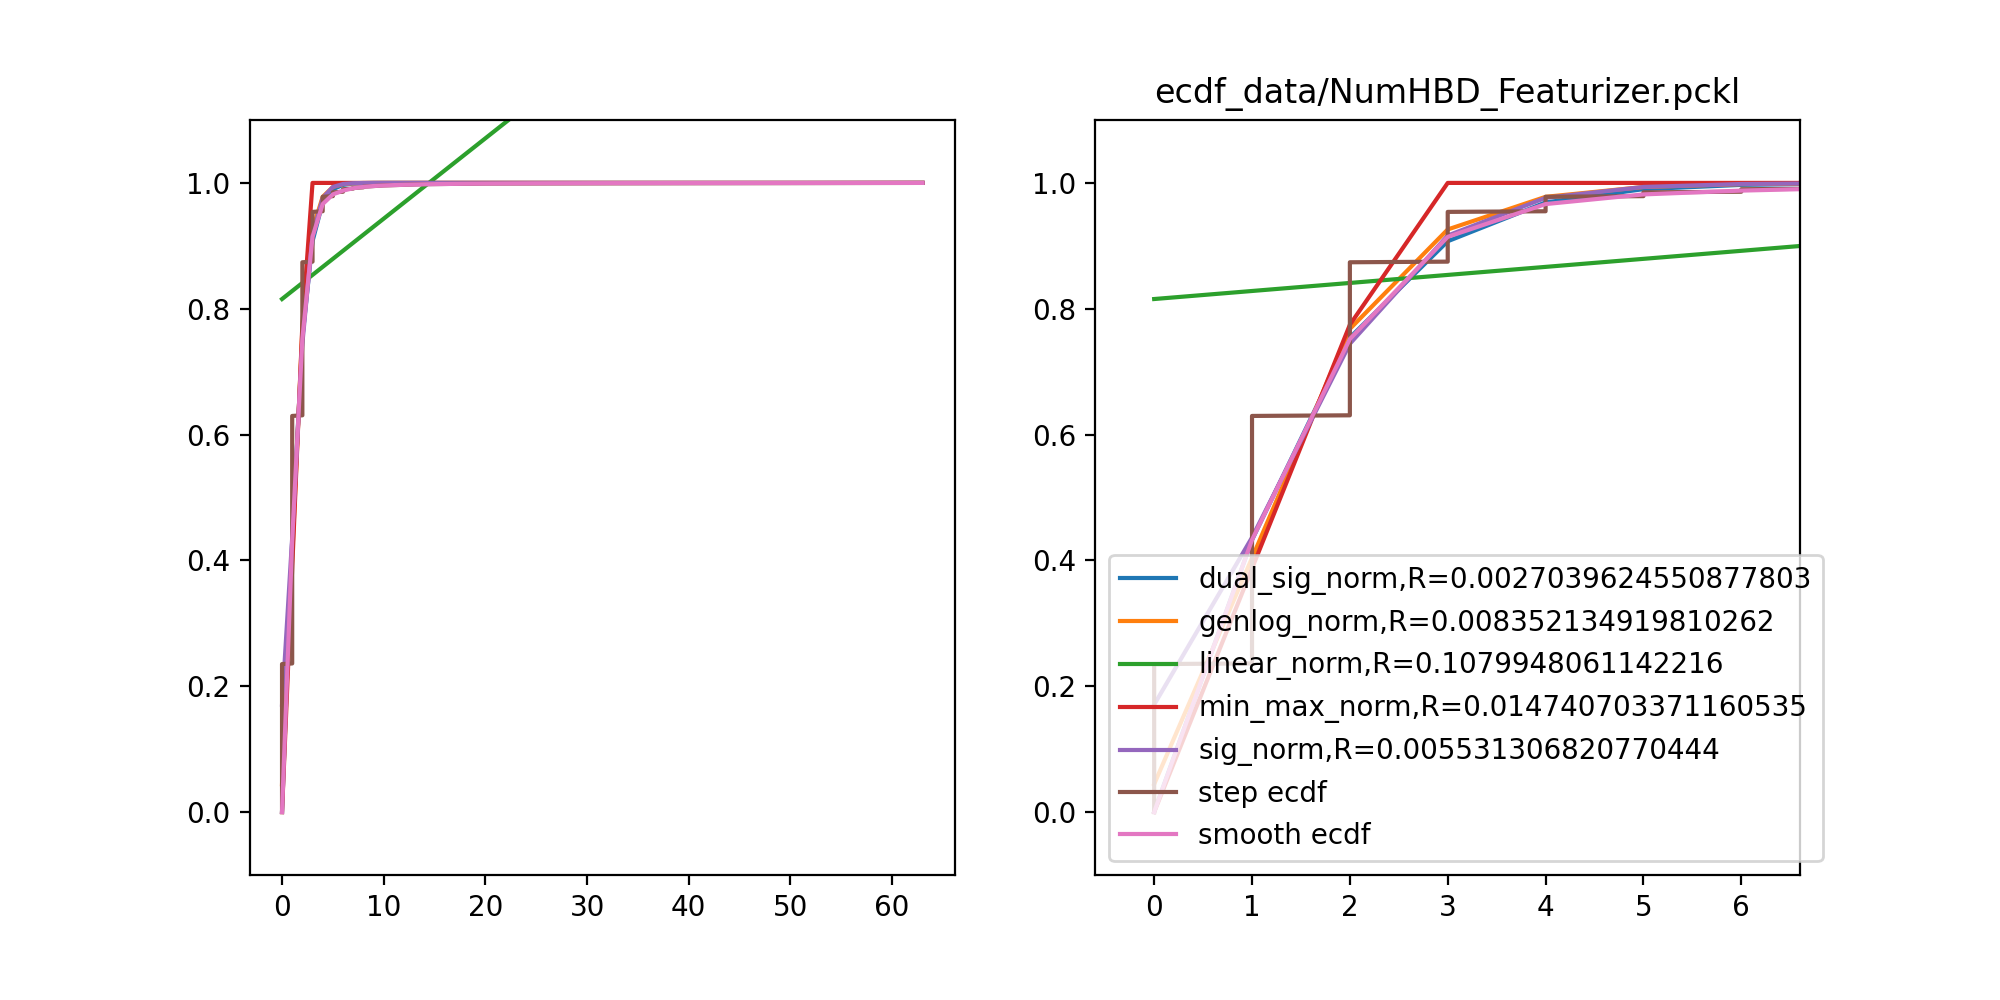 ecdf_data/NumHBD_Featurizer.pckl
1.0
0.8
0.6
0.4
0.2
0.0
0 10 20 30 40 50 60
1.0
0.8
0.6
0.4
0.2
0.0
dual_sig_norm,R=0.0027039624550877803
genlog_norm,R=0.008352134919810262
linear_norm,R=0.1079948061142216
min_max_norm,R=0.014740703371160535
sig_norm,R=0.005531306820770444
step ecdf
smooth ecdf
0 1 2 3 4 5 6